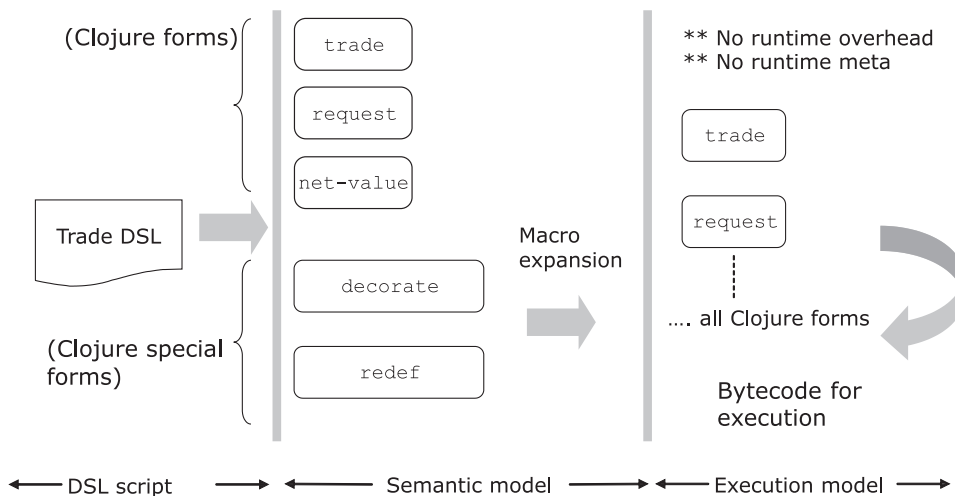 (Clojure forms)
trade
request
net-value
Trade DSL
(Clojure special
forms)
decorate
redef
Macro
expansion
** No runtime overhead
** No runtime meta
trade
request
.... all Clojure forms
Bytecode for
execution
DSL script
Semantic model
Execution model